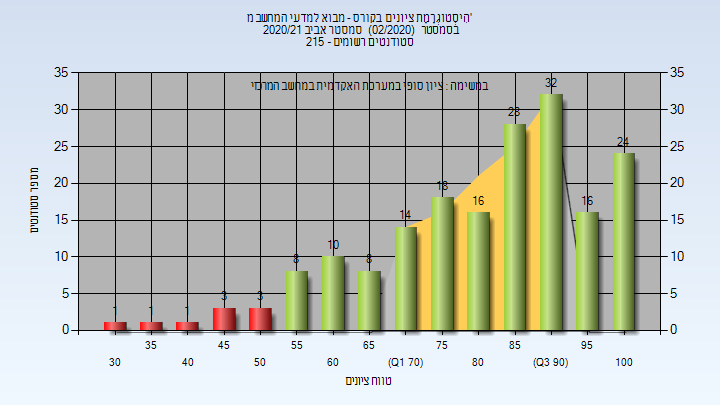 היסטוגרמת ציונים בקורס - מבוא למדעי המחשב מ'
בסמסטר (02/2020) סמסטר אביב 2020/21
סטודנטים רשומים - 215
במשימה : ציון סופי במערכת האקדמית במחשב המרכזי
מספר סטודנטים
35 30 25 20 15 10 5 0
35 30 25 20 15 10 5 0
1 1 1 3 3 8 10 8 14 18 16 28 32 16 24
35 45 55 65 75 85 95
30 40 50 60 (Q1 70) 80 (Q3 90) 100
טווח ציונים